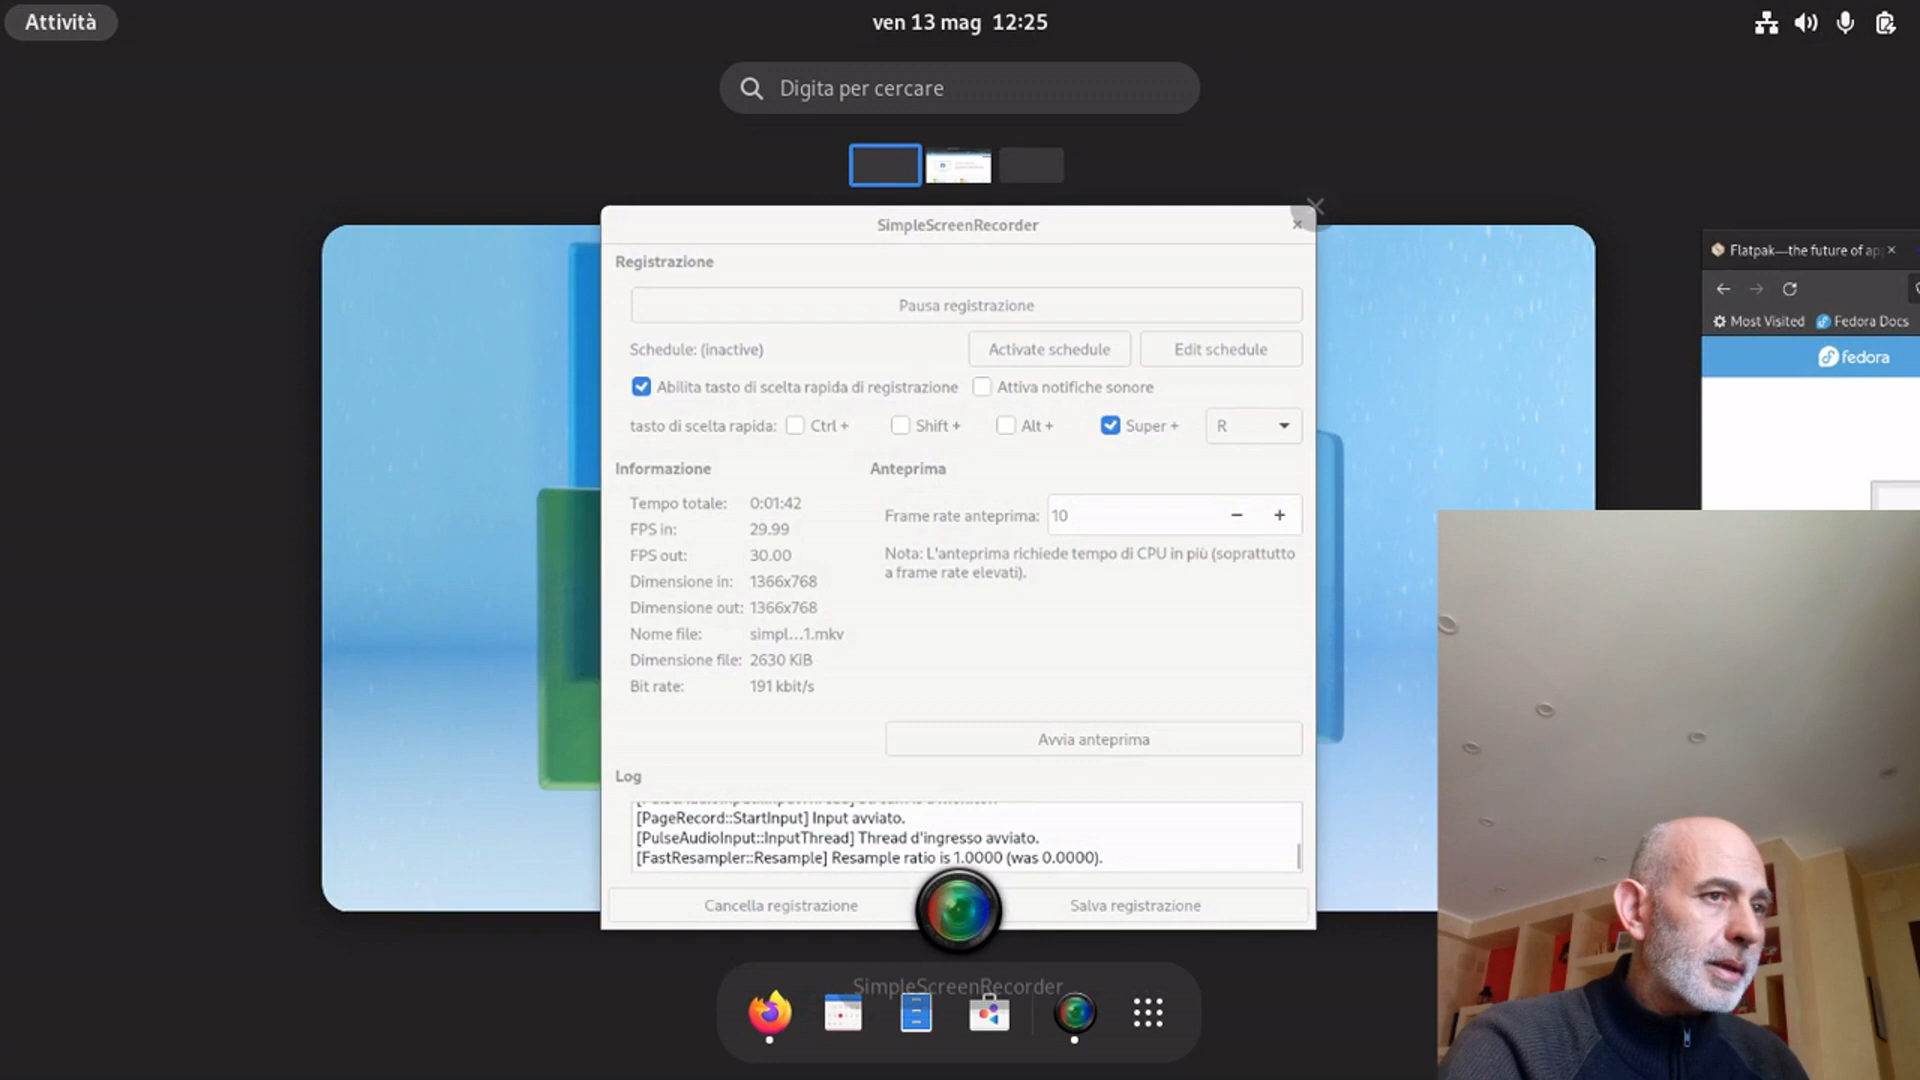 Attività
ven 13 mag 12:25
Digita per cercare
SimpleScreenRecorder
Registrazione
Pausa registrazione
Schedule: (inactive)
Activate schedule
Edit schedule
Abilita tasto di scelta rapida di registrazione
Attiva notifiche sonore
tasto di scelta rapida:
Ctrl +
Shift +
Alt +
Super +
R
Informazione
Anteprima
Tempo totale: 0:01:42
FPS in: 29.99
FPS out: 30.00
Dimensione in: 1366x768
Dimensione out: 1366x768
Nome file: simpl...1.mkv
Dimensione file: 2630 KiB
Bit rate: 191 kbit/s
Frame rate anteprima: 10
Nota: L'anteprima richiede tempo di CPU in più (soprattutto
a frame rate elevati).
Avvia anteprima
Log
[PageRecord::StartInput] Input avviato.
[PulseAudioInput::InputThread] Thread d'ingresso avviato.
[FastResampler::Resample] Resample ratio is 1.0000 (was 0.0000).
Cancella registrazione
Salva registrazione
SimpleScreenRecorder
Flatpak—the future of ap
Most Visited
Fedora Docs
fedora